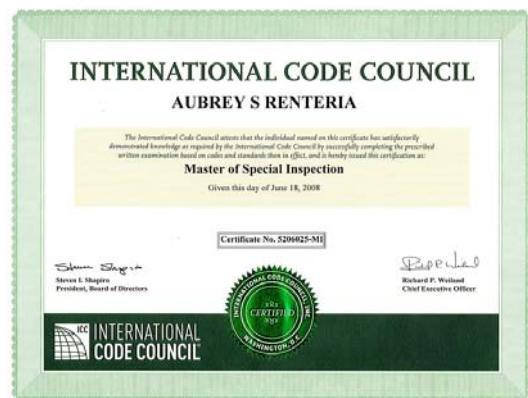 INTERNATIONAL CODE COUNCIL
AUBREY S RENTERIA
The International Code Council attests that the individual named on this certificate has satisfactorily
demonstrated knowledge as required by the International Code Council by successfully completing the prescribed
written examination based on codes and standards then in effect, and is hereby issued this certification as:
Master of Special Inspection
Given this day of June 18, 2008
Certificate No. 5206025-MI
Steven I. Shapiro
President, Board of Directors
Richard P. Weiland
Chief Executive Officer
INTERNATIONAL CODE COUNCIL, INC
CERTIFIED
WASHINGTON, D.C
ICC INTERNATIONAL
CODE COUNCIL